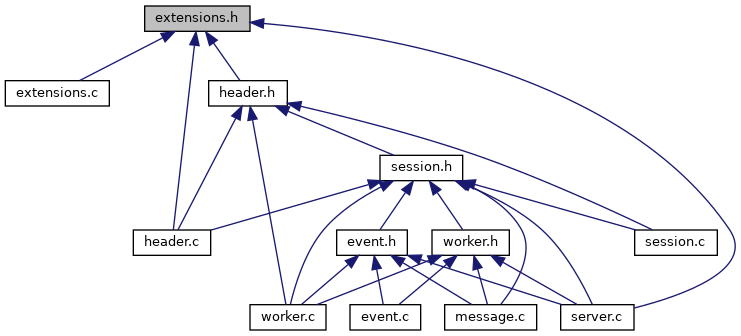 extensions.h
extensions.c
header.h
session.h
header.c
event.h
worker.h
session.c
worker.c
event.c
message.c
server.c